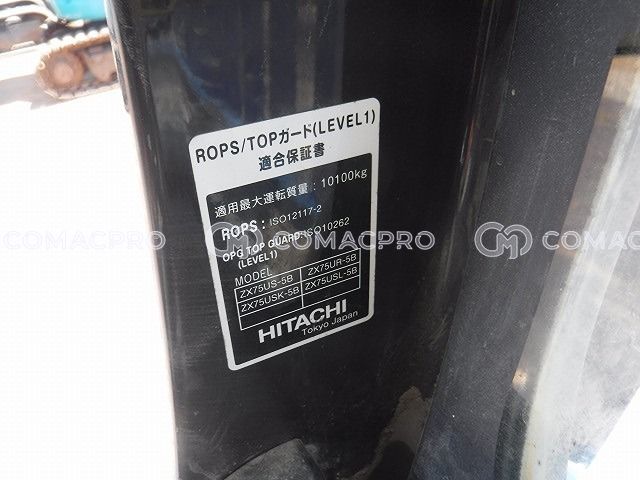 ROPS/TOPガード(LEVEL1)
適合保証書
適用最大運転質量：10100kg
ROPS：ISO12117-2
OPG TOP GUARD：ISO10262
(LEVEL1)
MODEL
ZX75US-5B ZX75UR-5B
ZX75USK-5B ZX75USL-5B
HITACHI
Tokyo Japan
COMACPRO COMACPRO COMACPRO